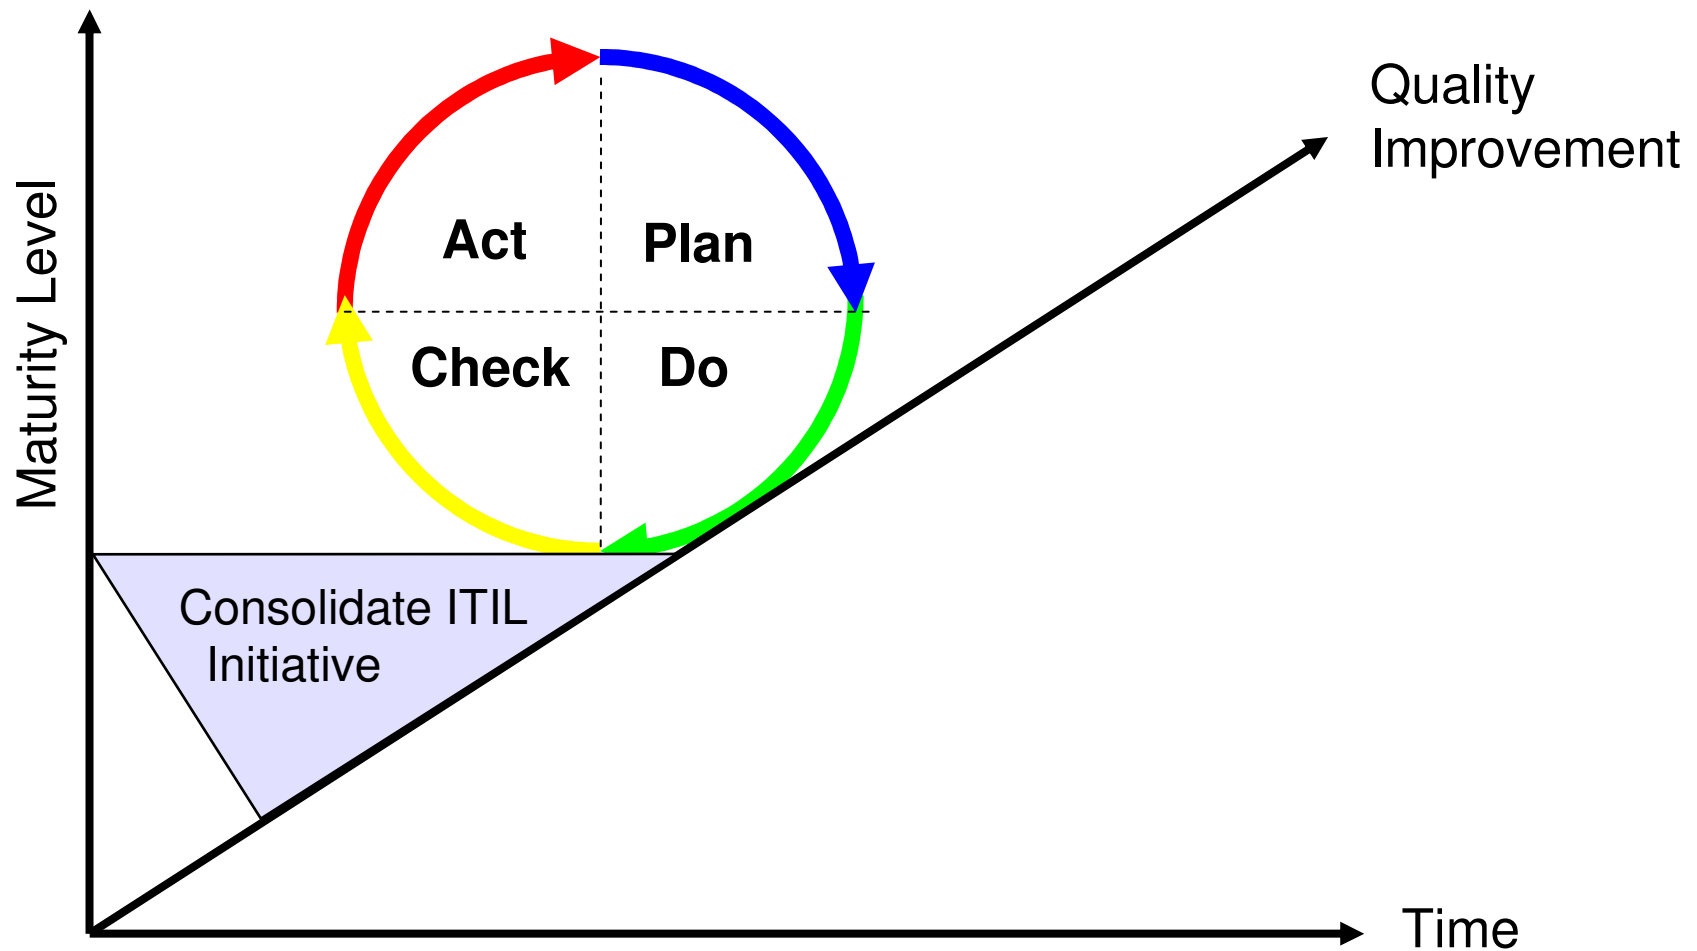 Quality
Improvement
Maturity Level
Act
Plan
Check
Do
Consolidate ITIL
Initiative
Time